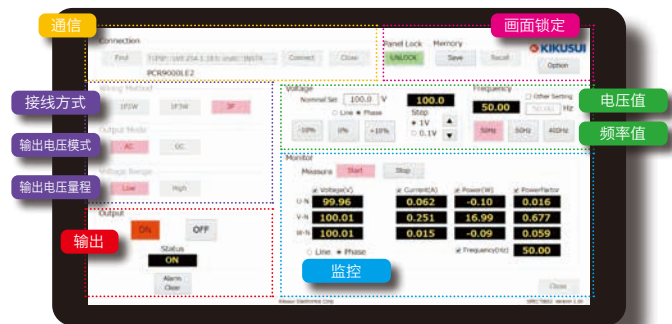 通信
画面锁定
Connection
Find
Connect
Close
PCR9000LE2
Panel Lock
UNLOCK
Memory
Save
Recall
KIKUSUI
Option
接线方式
Wiring Method
1P2W
1P3W
3P
输出电压模式
Output Mode
AC
DC
输出电压量程
Voltage Range
Low
High
Voltage
Nominal Set 100.0 V
100.0
Line Phase
Step
1V
0.1V
-10%
0%
+10%
Frequency
50.00
Other Setting
Hz
50Hz
60Hz
400Hz
电压值
频率值
Monitor
Measure
Start
Stop
Voltage(V) Current(A) Power(W) PowerFactor
U-N 99.96 0.062 -0.10 0.016
V-N 100.01 0.251 16.99 0.677
W-N 100.01 0.015 -0.09 0.059
Line Phase
Frequency(Hz) 50.00
监控
Close
输出
Output
ON
OFF
Status
ON
Alarm
Clear
Kikusui Electronics Corp.